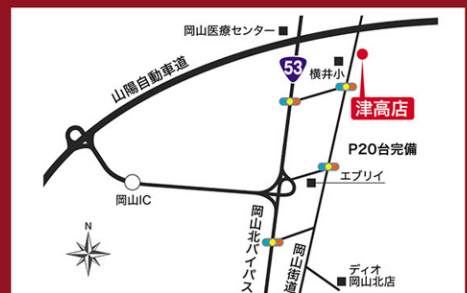 岡山医療センター
53
横井小
山陽自動車道
津高店
P20台完備
エブリイ
岡山IC
N
岡山北バイパス
岡山街道
ディオ
岡山北店